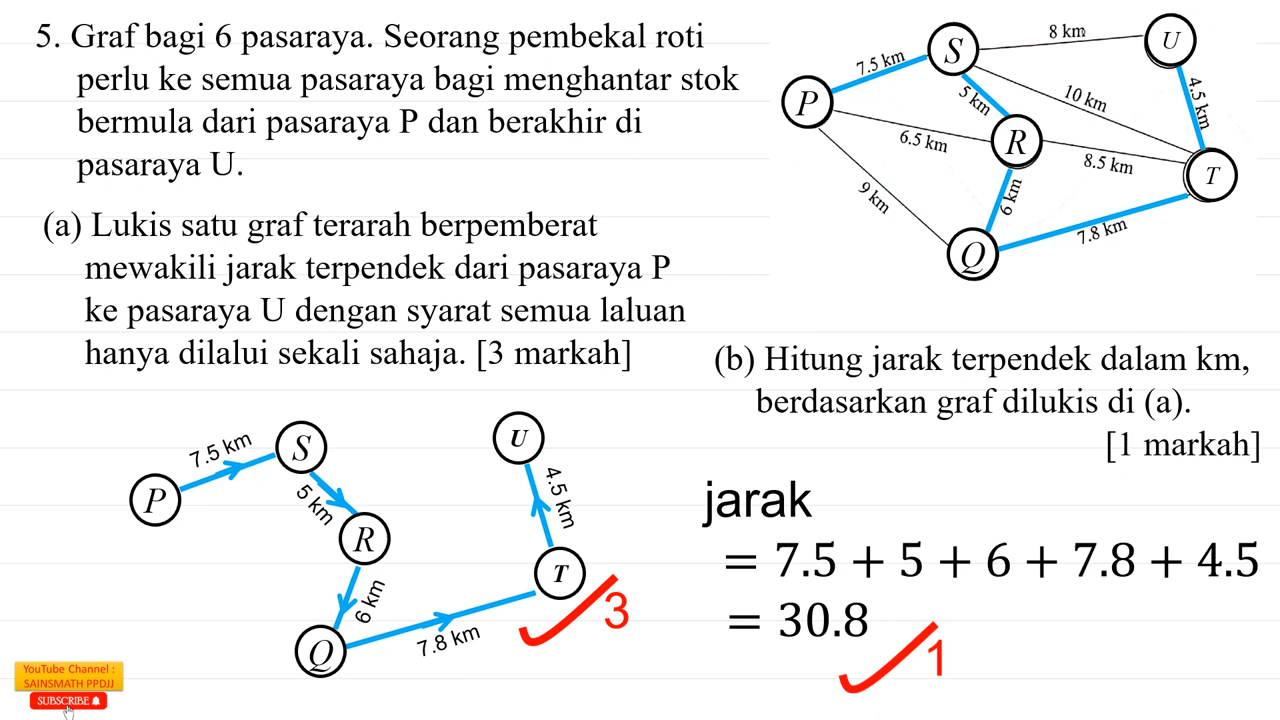 5. Graf bagi 6 pasaraya. Seorang pembekal roti
perlu ke semua pasaraya bagi menghantar stok
bermula dari pasaraya P dan berakhir di
pasaraya U.
(a) Lukis satu graf terarah berpemberat
mewakili jarak terpendek dari pasaraya P
ke pasaraya U dengan syarat semua laluan
hanya dilalui sekali sahaja. [3 markah]
S
8 km
U
7.5 km
P
5 km
10 km
4.5 km
6.5 km
R
8.5 km
T
9 km
6 km
7.8 km
Q
(b) Hitung jarak terpendek dalam km,
berdasarkan graf dilukis di (a).
[1 markah]
7.5 km
S
U
P
5 km
4.5 km
R
T
6 km
3
Q
7.8 km
jarak
= 7.5 + 5 + 6 + 7.8 + 4.5
= 30.8
1
YouTube Channel :
SAINSMATH PPDJJ
SUBSCRIBE